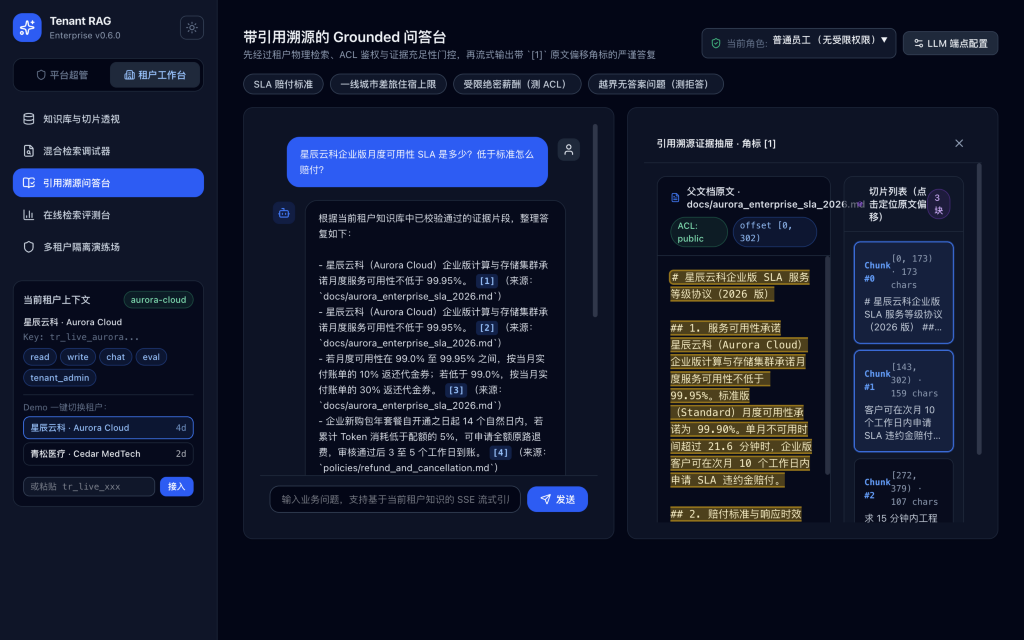 Tenant RAG
Enterprise v0.6.0
平台超管
租户工作台
知识库与切片透视
混合检索调试器
引用溯源问答台
在线检索评测台
多租户隔离演练场
当前租户上下文
aurora-cloud
星辰云科 · Aurora Cloud
Key: tr_live_aurora...
read
write
chat
eval
tenant_admin
Demo 一键切换租户:
星辰云科 · Aurora Cloud
4d
青松医疗 · Cedar MedTech
2d
或粘贴 tr_live_xxx
接入
带引用溯源的 Grounded 问答台
先经过租户物理检索、ACL 鉴权与证据充足性门控，再流式输出带 `[1]` 原文偏移角标的严谨答复
当前角色:
普通员工 （无受限权限） ▼
LLM 端点配置
SLA 赔付标准
一线城市差旅住宿上限
受限绝密薪酬（测 ACL）
越界无答案问题（测拒答）
星辰云科企业版月度可用性 SLA 是多少？低于标准怎么
赔付？
根据当前租户知识库中已校验通过的证据片段，整理答
复如下：
- 星辰云科（Aurora Cloud）企业版计算与存储集群承
诺月度服务可用性不低于 99.95%。 [1] （来源：
`docs/aurora_enterprise_sla_2026.md`）
- 星辰云科（Aurora Cloud）企业版计算与存储集群承
诺月度服务可用性不低于 99.95%。 [2] （来源：
`docs/aurora_enterprise_sla_2026.md`）
- 若月度可用性在 99.0% 至 99.95% 之间，按当月实
付账单的 10% 返还代金券；若低于 99.0%，按当月实
付账单的 30% 返还代金券。 [3] （来源：
`docs/aurora_enterprise_sla_2026.md`）
- 企业新购包年套餐自开通之日起 14 个自然日内，若
累计 Token 消耗低于配额的 5%，可申请全额原路退
费，审核通过后 3 至 5 个工作日到账。 [4] （来源：
`policies/refund_and_cancellation.md`）
输入业务问题，支持基于当前租户知识的 SSE 流式引用
发送
引用溯源证据抽屉 · 角标 [1]
父文档原文 ·
docs/aurora_enterprise_sla_2026.md
ACL:
public
offset [0,
302)
# 星辰云科企业版 SLA 服务
等级协议（2026 版）
## 1. 服务可用性承诺
星辰云科（Aurora Cloud）
企业版计算与存储集群承诺月
度服务可用性不低于
99.95%。标准版
（Standard）月度可用性承
诺为 99.90%。单月不可用时
间超过 21.6 分钟时，企业版
客户可在次月 10 个工作日内
申请 SLA 违约金赔付。
## 2. 赔付标准与响应时效
切片列表（点
击定位原文偏
移）
3
块
Chunk
#0
[0, 173)
· 173
chars
# 星辰云科企业版
SLA 服务等级协议
（2026 版） ##...
Chunk
#1
[143,
302) ·
159 chars
客户可在次月 10
个工作日内申请
SLA 违约金赔付...
Chunk
#2
[272,
379) ·
107 chars
求 15 分钟内工程